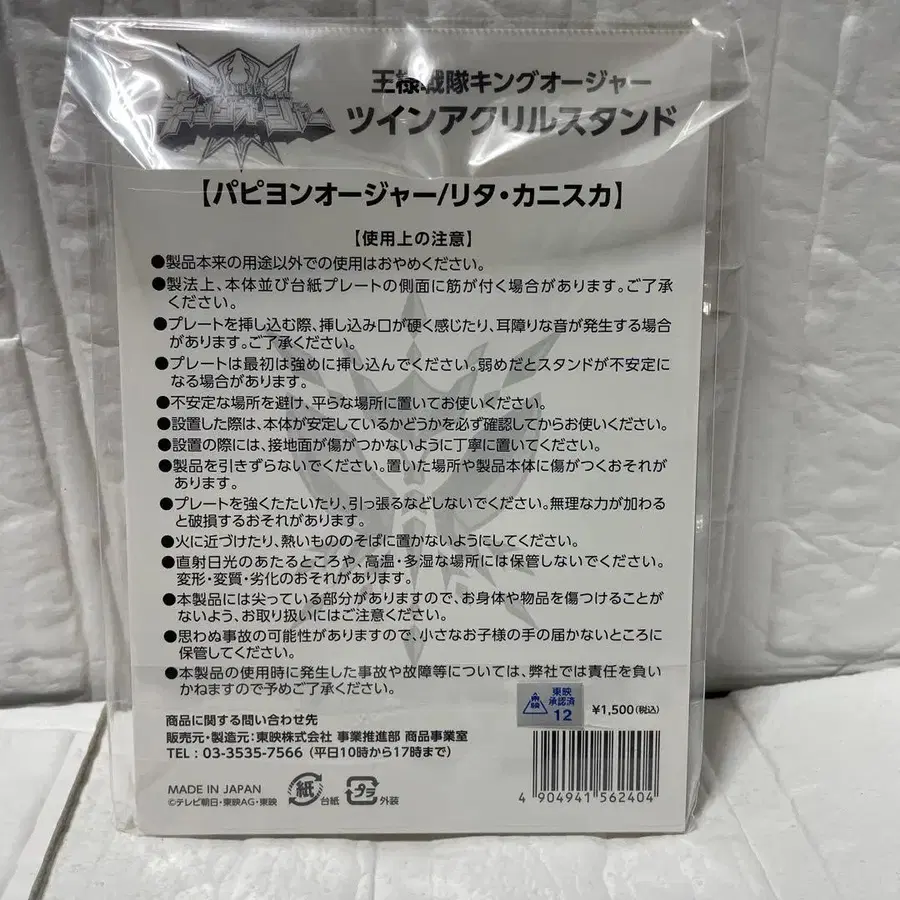 王様戦隊キングオージャー
キングオージャー
ツインアクリルスタンド
【パピヨンオージャー/リタ・カニスカ】
【使用上の注意】
●製品本来の用途以外での使用はおやめください。
●製法上、本体並び台紙プレートの側面に筋が付く場合があります。ご了承
ください。
●プレートを挿し込む際、挿し込み口が硬く感じたり、耳障りな音が発生する場合
があります。ご了承ください。
●プレートは最初は強めに挿し込んでください。弱めだとスタンドが不安定に
なる場合があります。
●不安定な場所を避け、平らな場所に置いてお使いください。
●設置した際は、本体が安定しているかどうかを必ず確認してからお使いください。
●設置の際には、接地面が傷がつかないように丁寧に置いてください。
●製品を引きずらないでください。置いた場所や製品本体に傷がつくおそれが
あります。
●プレートを強くたたいたり、引っ張るなどしないでください。無理な力が加わる
と破損するおそれがあります。
●火に近づけたり、熱いもののそばに置かないようにしてください。
●直射日光のあたるところや、高温・多湿な場所には保管しないでください。
変形・変質・劣化のおそれがあります。
●本製品には尖っている部分がありますので、お身体や物品を傷つけることが
ないよう、お取り扱いにはご注意ください。
●思わぬ事故の可能性がありますので、小さなお子様の手の届かないところに
保管してください。
●本製品の使用時に発生した事故や故障等については、弊社では責任を負い
かねますので予めご了承ください。
東映
承認済
12
¥1,500(税込)
商品に関する問い合わせ先
販売元・製造元:東映株式会社 事業推進部 商品事業室
TEL : 03-3535-7566 (平日10時から17時まで)
MADE IN JAPAN
©テレビ朝日・東映AG・東映
紙 台紙
プラ 外装
4 904941 562404